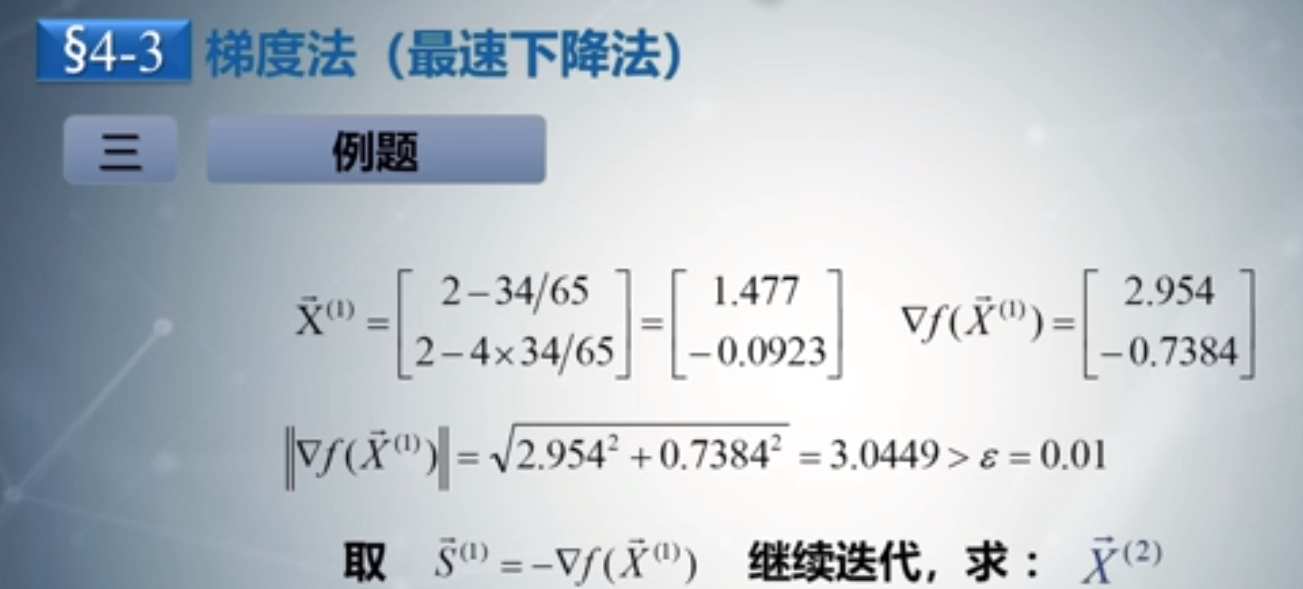 §4-3 梯度法（最速下降法）
三 例题
$\vec{X}^{(1)} = \begin{bmatrix} 2-34/65 \\ 2-4\times34/65 \end{bmatrix} = \begin{bmatrix} 1.477 \\ -0.0923 \end{bmatrix} \quad \nabla f(\vec{X}^{(1)}) = \begin{bmatrix} 2.954 \\ -0.7384 \end{bmatrix}$
$\left\| \nabla f(\vec{X}^{(1)}) \right\| = \sqrt{2.954^2 + 0.7384^2} = 3.0449 > \varepsilon = 0.01$
取 $\vec{S}^{(1)} = -\nabla f(\vec{X}^{(1)})$ 继续迭代，求： $\vec{X}^{(2)}$